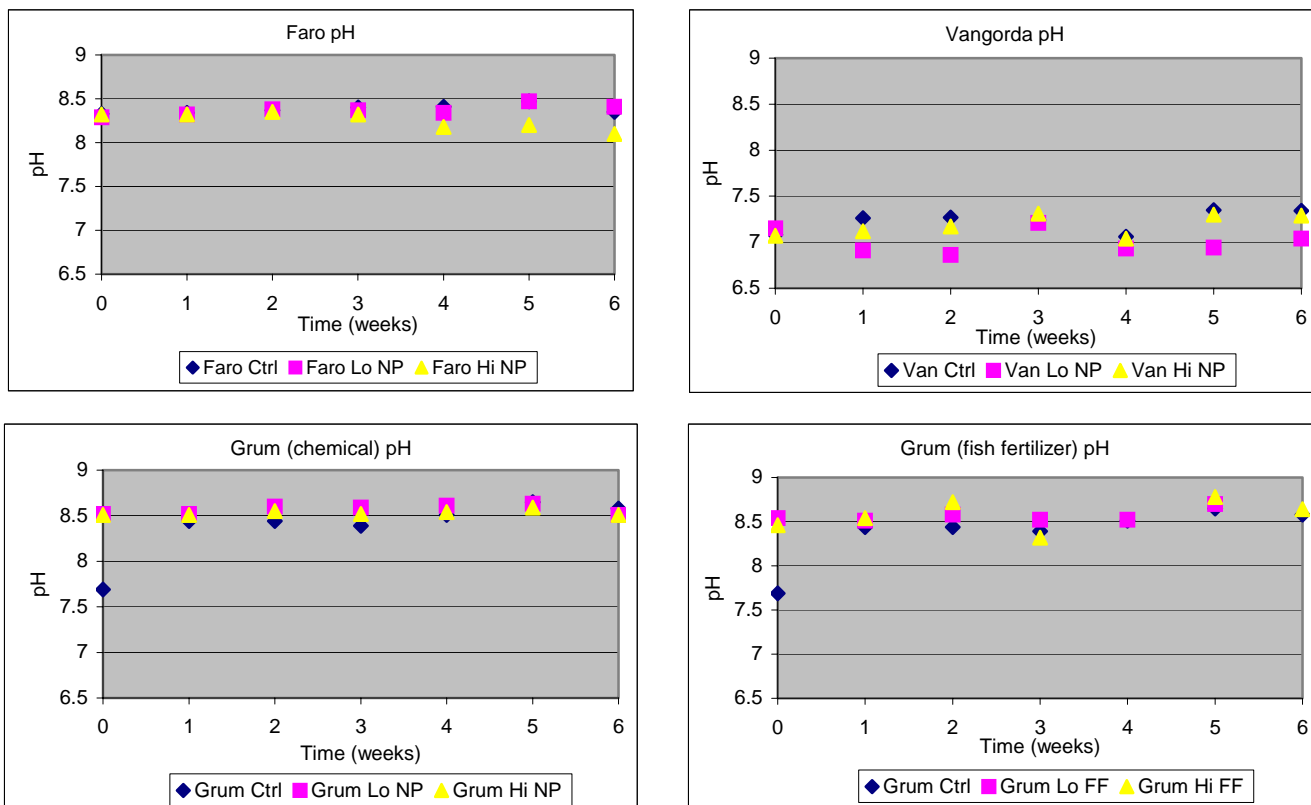 Faro pH
9
8.5
8
7.5
7
6.5
pH
0 1 2 3 4 5 6
Time (weeks)
Faro Ctrl Faro Lo NP Faro Hi NP
Vangorda pH
9
8.5
8
7.5
7
6.5
pH
0 1 2 3 4 5 6
Time (weeks)
Van Ctrl Van Lo NP Van Hi NP
Grum (chemical) pH
9
8.5
8
7.5
7
6.5
pH
0 1 2 3 4 5 6
Time (weeks)
Grum Ctrl Grum Lo NP Grum Hi NP
Grum (fish fertilizer) pH
9
8.5
8
7.5
7
6.5
pH
0 1 2 3 4 5 6
Time (weeks)
Grum Ctrl Grum Lo FF Grum Hi FF